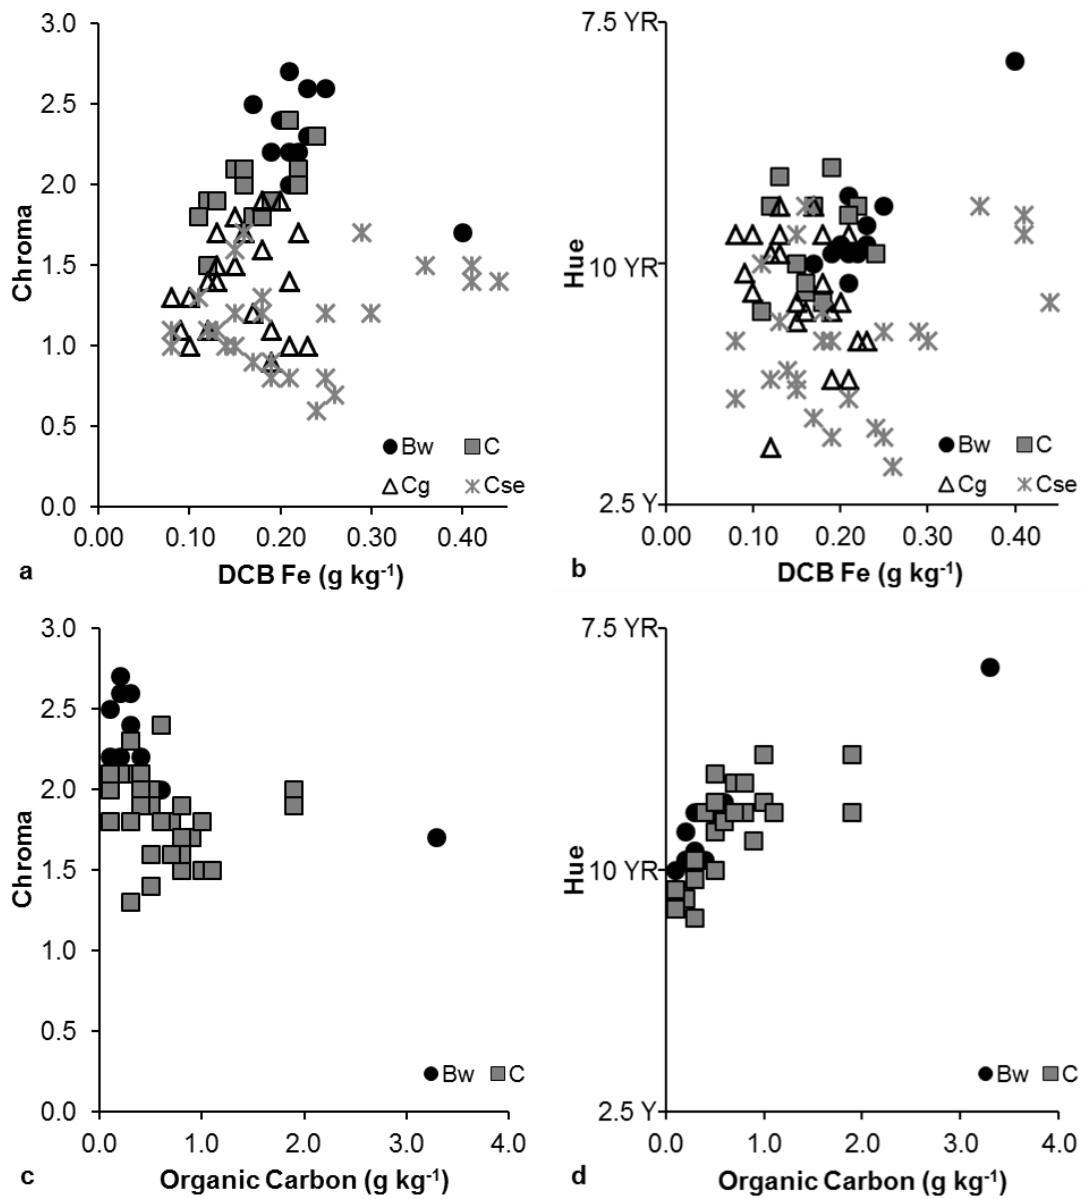 3.0
2.5
2.0
1.5
1.0
0.5
0.0
Chroma
0.00 0.10 0.20 0.30 0.40
DCB Fe (g kg⁻¹)
Bw C
Cg Cse
a
7.5 YR
10 YR
2.5 Y
Hue
0.00 0.10 0.20 0.30 0.40
DCB Fe (g kg⁻¹)
Bw C
Cg Cse
b
3.0
2.5
2.0
1.5
1.0
0.5
0.0
Chroma
0.0 1.0 2.0 3.0 4.0
Organic Carbon (g kg⁻¹)
Bw C
c
7.5 YR
10 YR
2.5 Y
Hue
0.0 1.0 2.0 3.0 4.0
Organic Carbon (g kg⁻¹)
Bw C
d